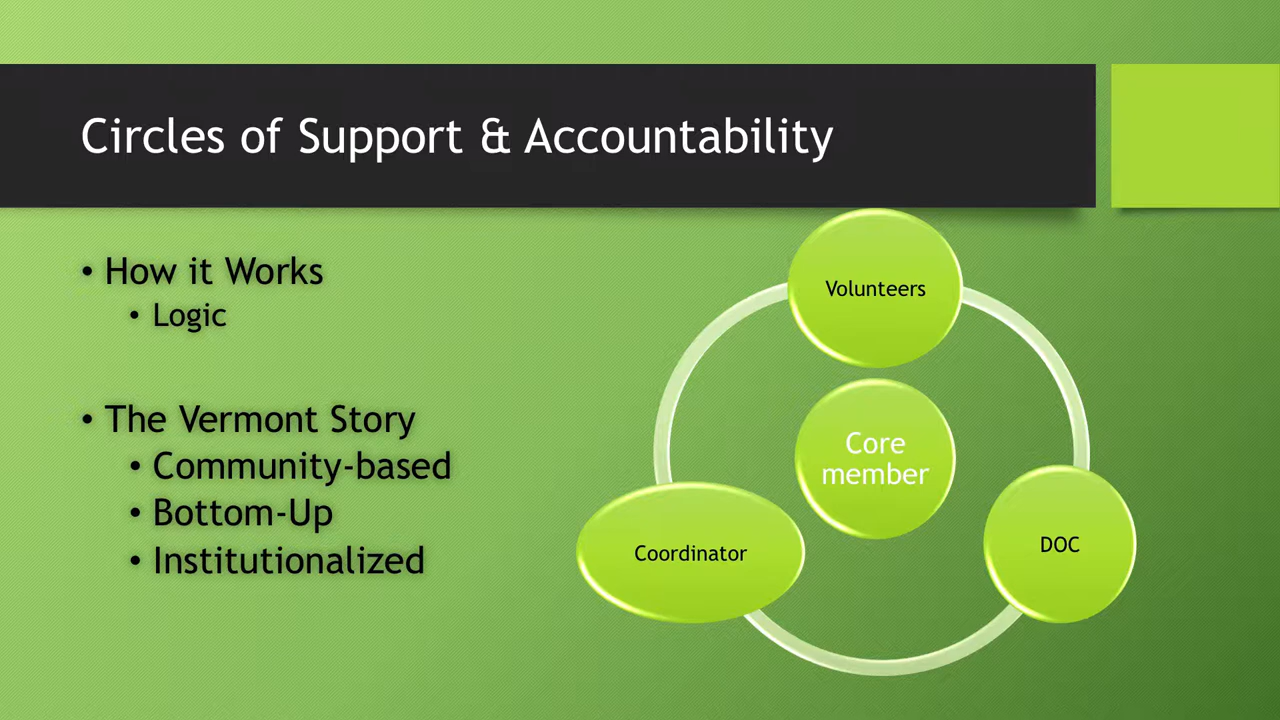 Circles of Support & Accountability
• How it Works
• Logic
• The Vermont Story
• Community-based
• Bottom-Up
• Institutionalized
Volunteers
Core
member
Coordinator
DOC